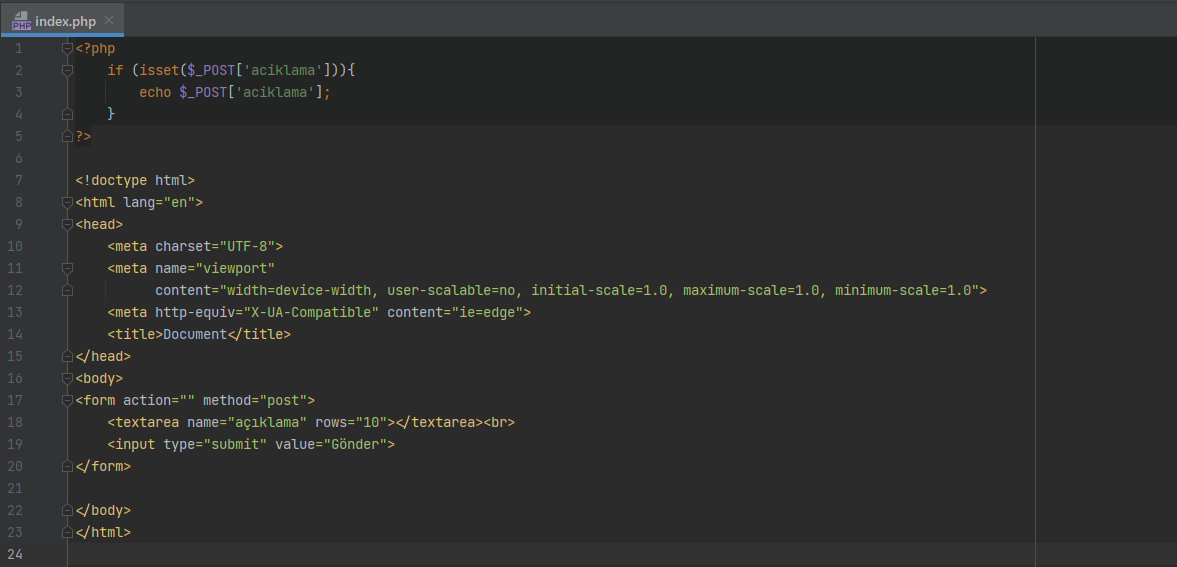 index.php
1 <?php
2 if (isset($_POST['aciklama'])){
3 echo $_POST['aciklama'];
4 }
5 ?>
6
7 <!doctype html>
8 <html lang="en">
9 <head>
10 <meta charset="UTF-8">
11 <meta name="viewport"
12 content="width=device-width, user-scalable=no, initial-scale=1.0, maximum-scale=1.0, minimum-scale=1.0">
13 <meta http-equiv="X-UA-Compatible" content="ie=edge">
14 <title>Document</title>
15 </head>
16 <body>
17 <form action="" method="post">
18 <textarea name="açıklama" rows="10"></textarea><br>
19 <input type="submit" value="Gönder">
20 </form>
21
22 </body>
23 </html>
24